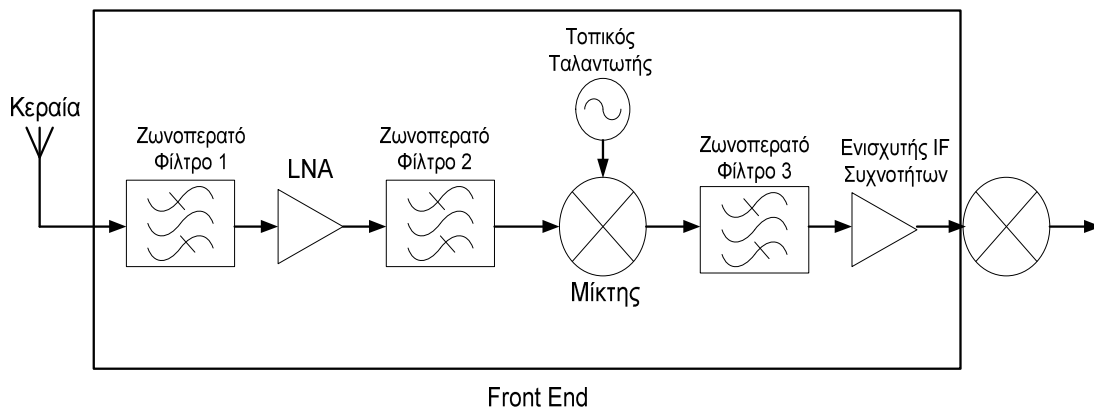 Τοπικός
Ταλαντωτής
Κεραία
Ζωνοπερατό
Φίλτρο 1
LNA
Ζωνοπερατό
Φίλτρο 2
Ζωνοπερατό
Φίλτρο 3
Ενισχυτής IF
Συχνοτήτων
Μίκτης
Front End